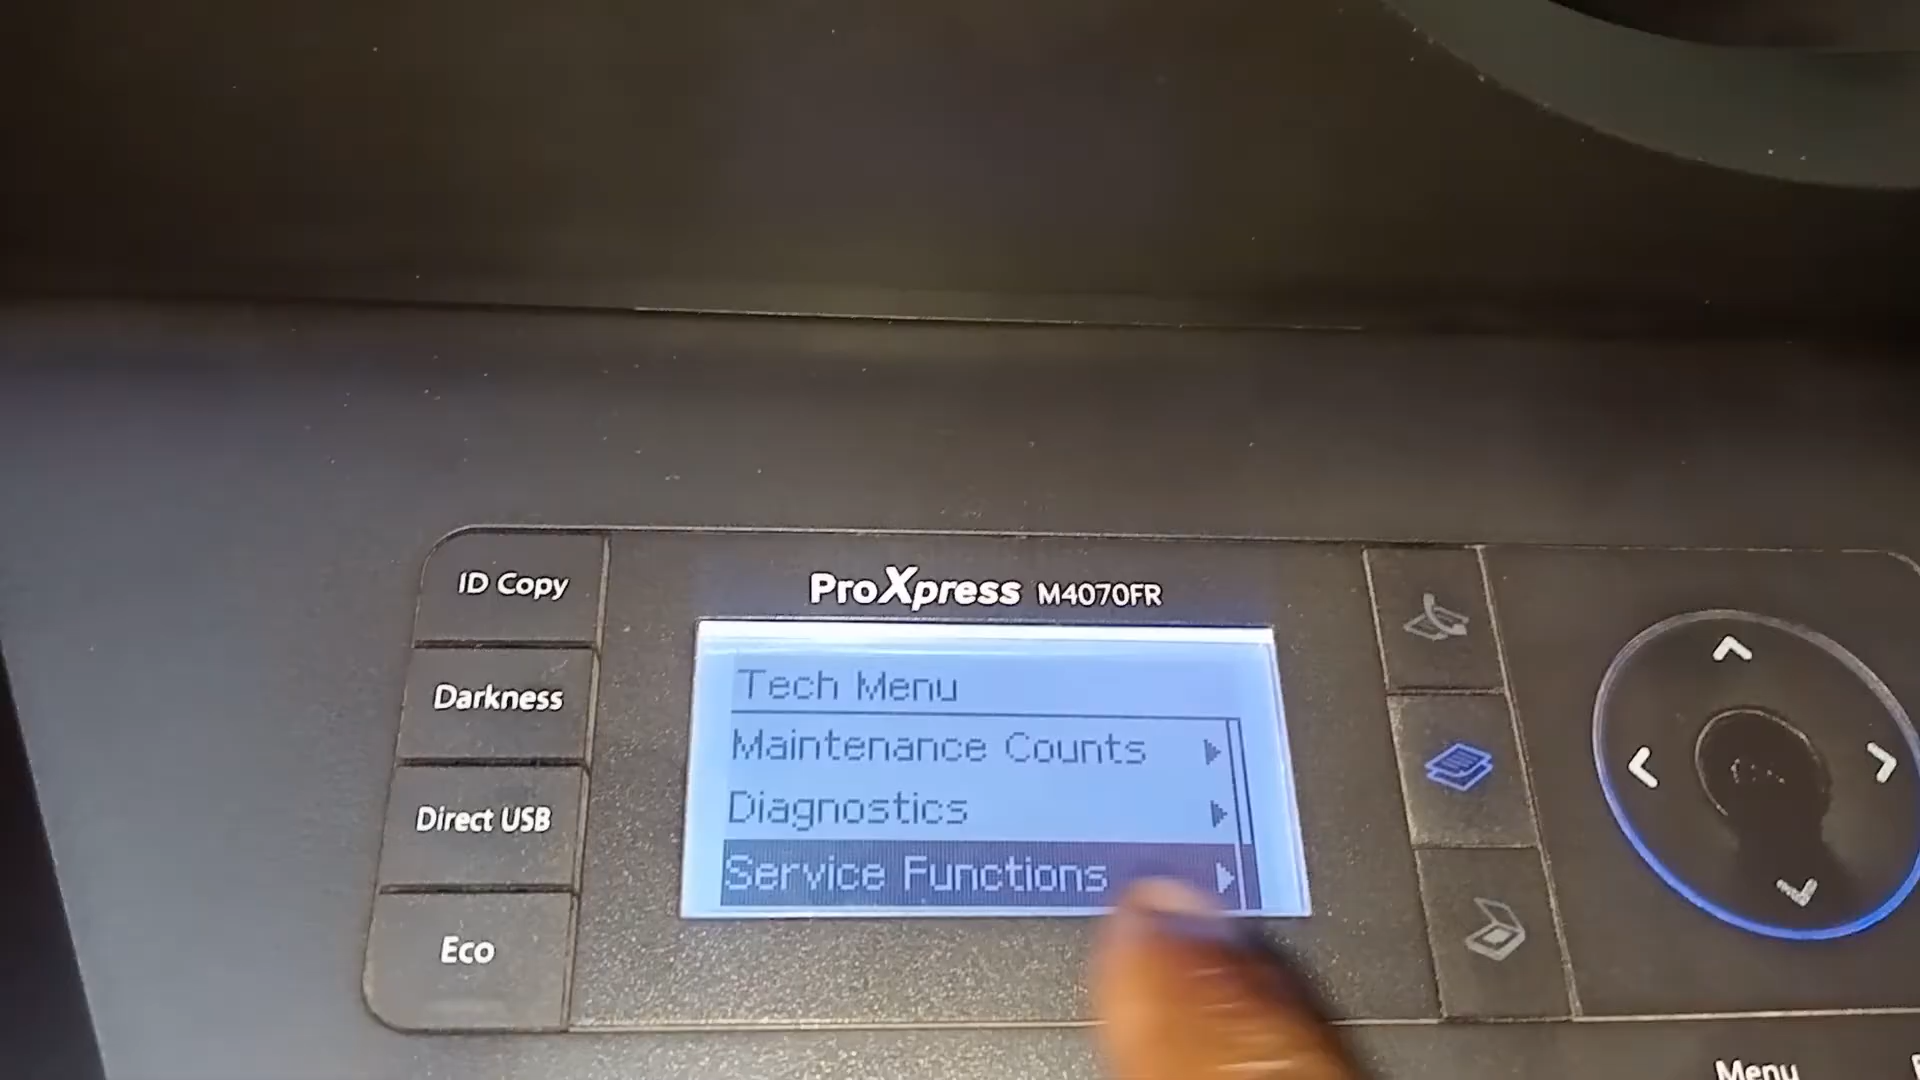 ID Copy
Darkness
Direct USB
Eco
ProXpress M4070FR
Tech Menu
Maintenance Counts
Diagnostics
Service Functions
Menu